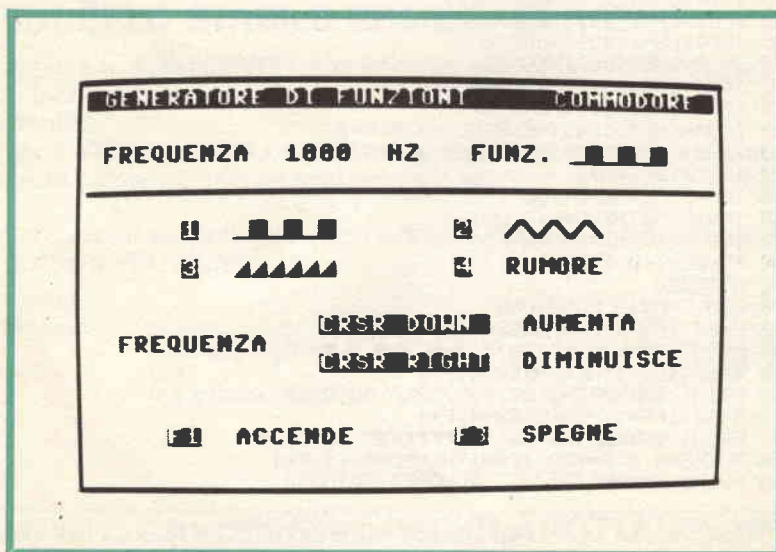 GENERATORE DI FUNZIONI COMMODORE
FREQUENZA 1000 HZ FUNZ.
1 2
3 4 RUMORE
CRSR DOWN AUMENTA
FREQUENZA
CRSR RIGHT DIMINUISCE
F1 ACCENDE F3 SPEGNE